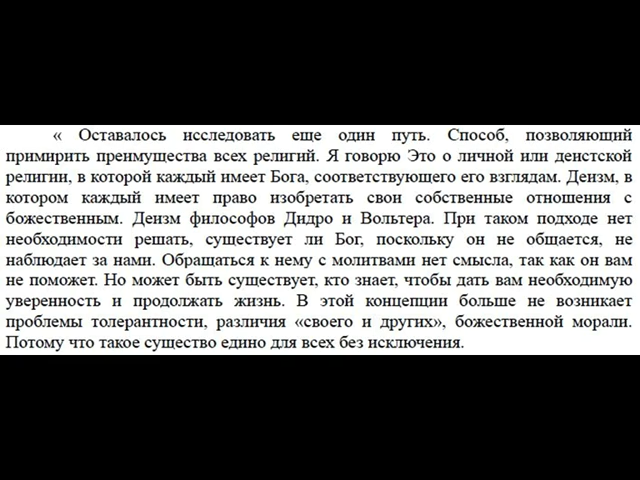 « Оставалось исследовать еще один путь. Способ, позволяющий
примирить преимущества всех религий. Я говорю Это о личной или деистской
религии, в которой каждый имеет Бога, соответствующего его взглядам. Деизм, в
котором каждый имеет право изобретать свои собственные отношения с
божественным. Деизм философов Дидро и Вольтера. При таком подходе нет
необходимости решать, существует ли Бог, поскольку он не общается, не
наблюдает за нами. Обращаться к нему с молитвами нет смысла, так как он вам
не поможет. Но может быть существует, кто знает, чтобы дать вам необходимую
уверенность и продолжать жизнь. В этой концепции больше не возникает
проблемы толерантности, различия «своего и других», божественной морали.
Потому что такое существо едино для всех без исключения.